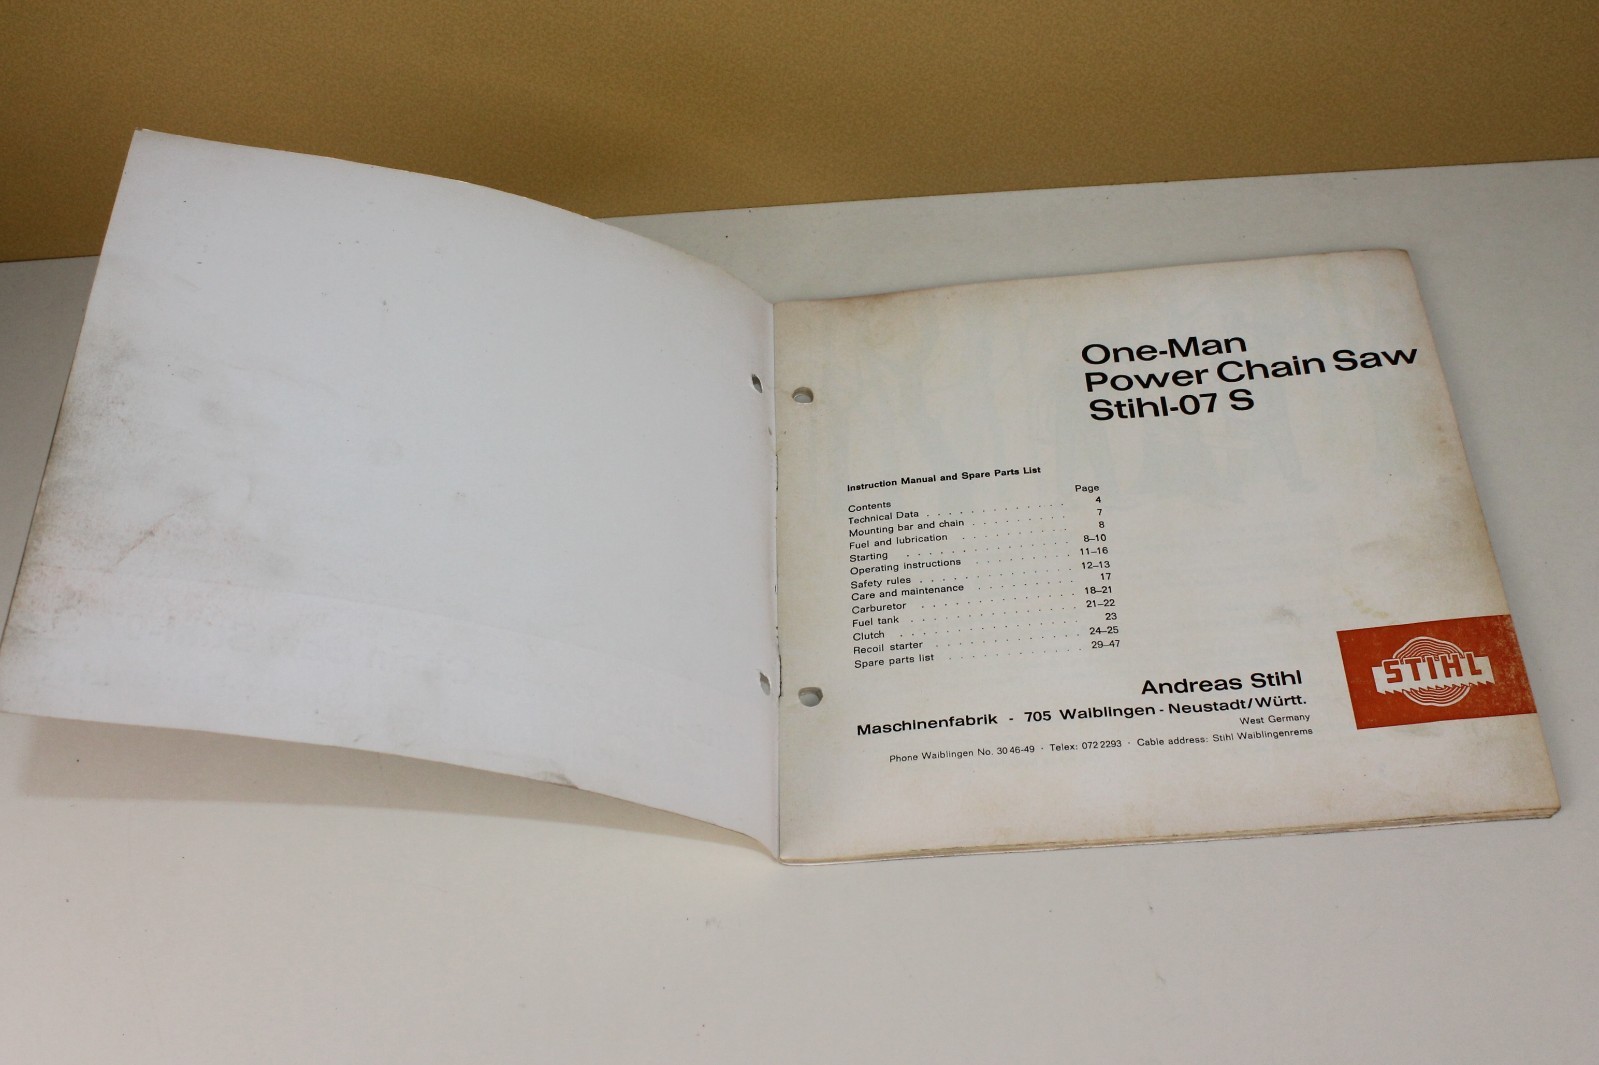 One-Man
Power Chain Saw
Stihl-07 S
Instruction Manual and Spare Parts List
Contents Page
Technical Data . . . . . . . . . . . . . 4
Mounting bar and chain . . . . . . . . . 7
Fuel and lubrication . . . . . . . . . . 8
Starting . . . . . . . . . . . . . . . 8–10
Operating instructions . . . . . . . . 11–16
Safety rules . . . . . . . . . . . . . 12–13
Care and maintenance . . . . . . . . . 17
Carburetor . . . . . . . . . . . . . . 18–21
Fuel tank . . . . . . . . . . . . . . . 21–22
Clutch . . . . . . . . . . . . . . . . 23
Recoil starter . . . . . . . . . . . . . 24–25
Spare parts list . . . . . . . . . . . . 29–47
STIHL
Andreas Stihl
Maschinenfabrik - 705 Waiblingen - Neustadt/Württ.
West Germany
Phone Waiblingen No. 30 46-49 · Telex: 072 2293 · Cable address: Stihl Waiblingenrems